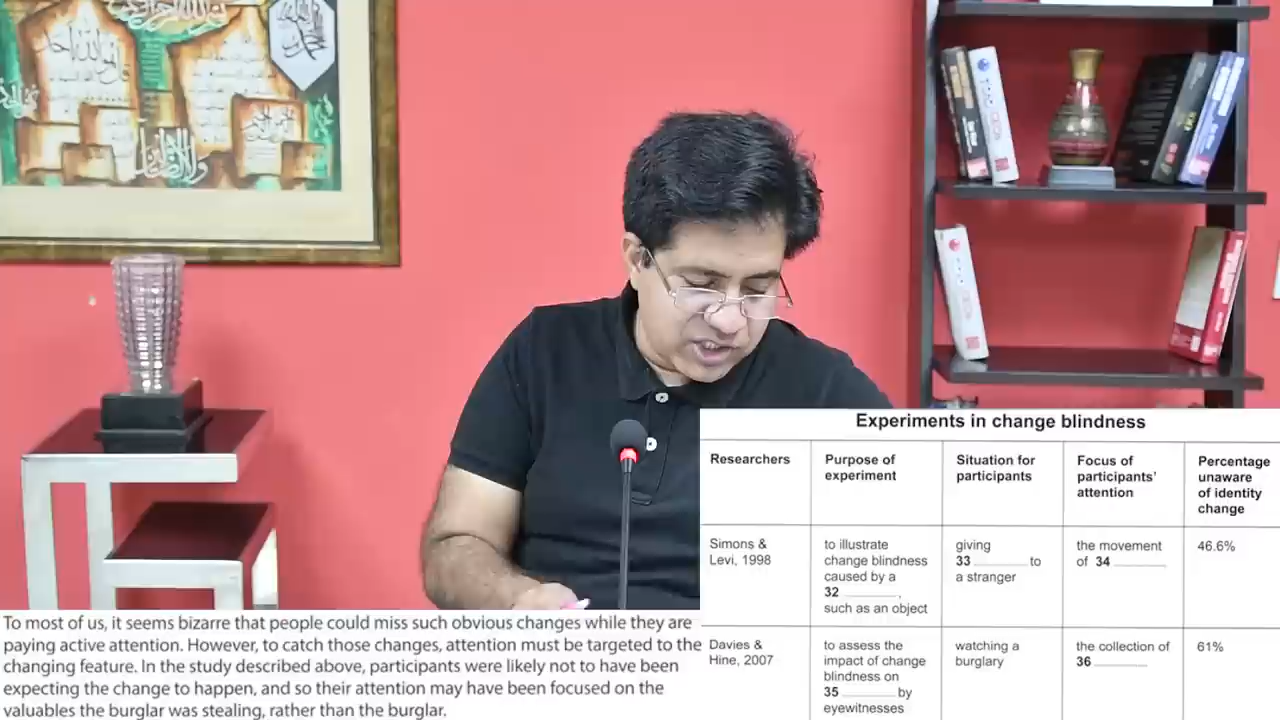 To most of us, it seems bizarre that people could miss such obvious changes while they are
paying active attention. However, to catch those changes, attention must be targeted to the
changing feature. In the study described above, participants were likely not to have been
expecting the change to happen, and so their attention may have been focused on the
valuables the burglar was stealing, rather than the burglar.
Experiments in change blindness
Researchers
Purpose of
experiment
Situation for
participants
Focus of
participants'
attention
Percentage
unaware
of identity
change
Simons &
Levi, 1998
to illustrate
change blindness
caused by a
32 ________,
such as an object
giving
33 ________ to
a stranger
the movement
of 34 ________
46.6%
Davies &
Hine, 2007
to assess the
impact of change
blindness on
35 ________ by
eyewitnesses
watching a
burglary
the collection of
36 ________
61%